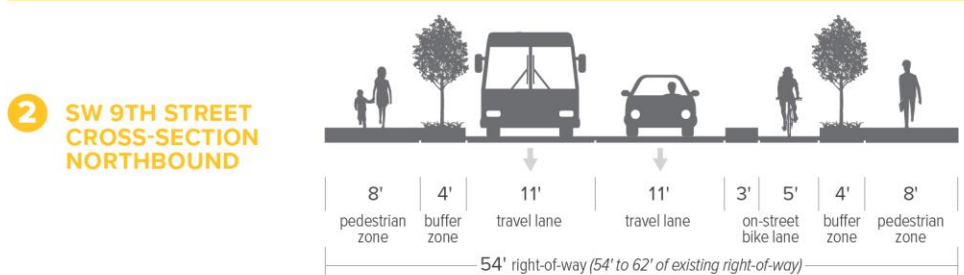 2 SW 9TH STREET
CROSS-SECTION
NORTHBOUND
8' 4' 11' 11' 3' 5' 4' 8'
pedestrian zone buffer zone travel lane travel lane on-street bike lane buffer zone pedestrian zone
54' right-of-way (54' to 62' of existing right-of-way)